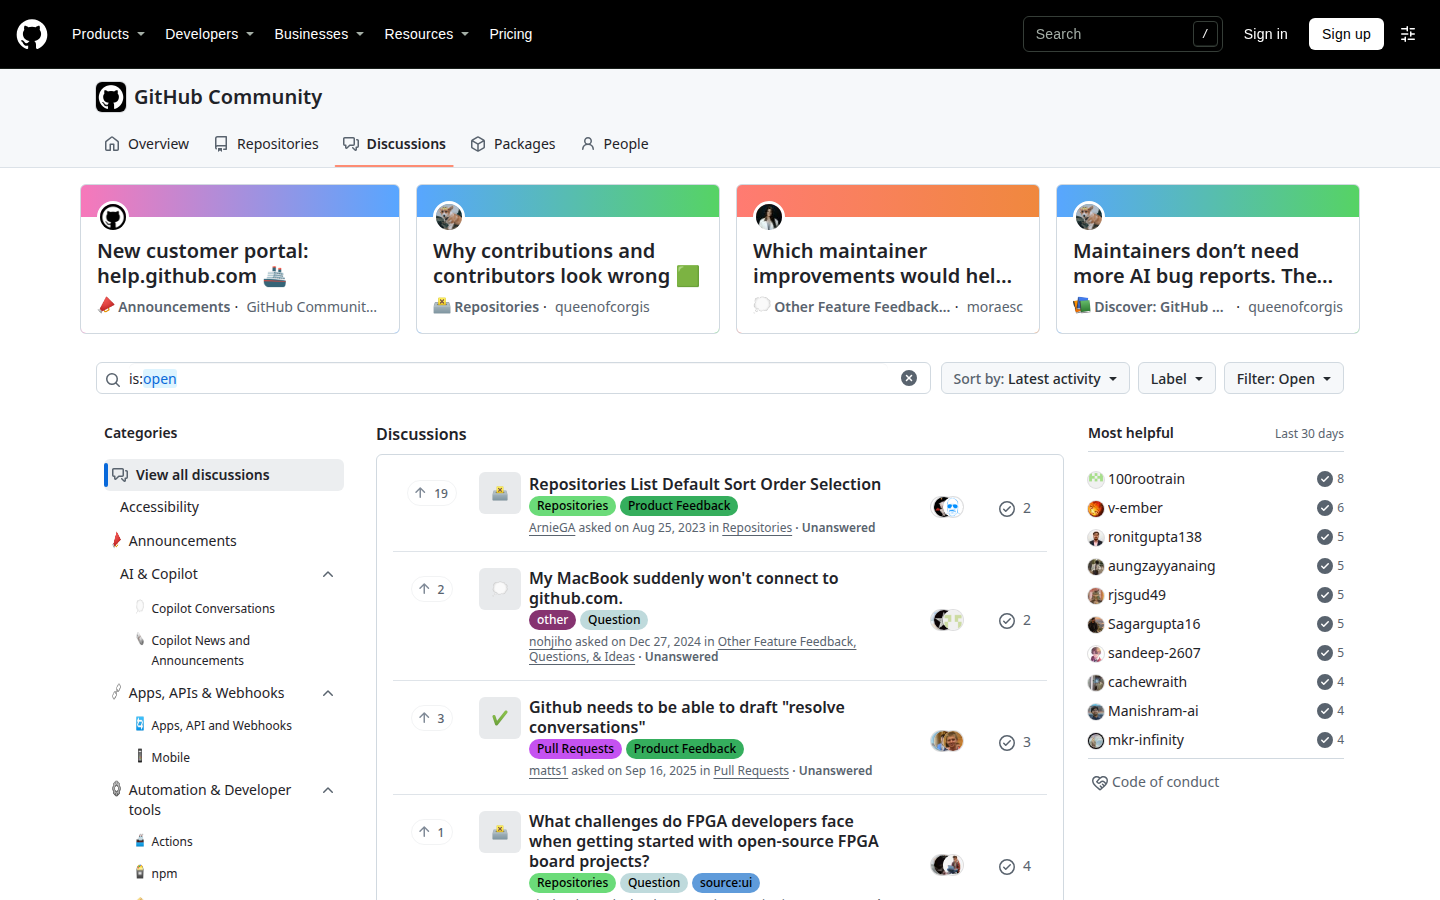 Products
Developers
Businesses
Resources
Pricing
Search
/
Sign in
Sign up
GitHub Community
Overview
Repositories
Discussions
Packages
People
New customer portal:
help.github.com
Announcements · GitHub Communit...
Why contributions and
contributors look wrong
Repositories · queenofcorgis
Which maintainer
improvements would hel...
Other Feature Feedback... · moraesc
Maintainers don’t need
more AI bug reports. The...
Discover: GitHub ... · queenofcorgis
is:open
Sort by: Latest activity
Label
Filter: Open
Categories
View all discussions
Accessibility
Announcements
AI & Copilot
Copilot Conversations
Copilot News and
Announcements
Apps, APIs & Webhooks
Apps, API and Webhooks
Mobile
Automation & Developer
tools
Actions
npm
Discussions
19
Repositories List Default Sort Order Selection
Repositories Product Feedback
ArnieGA asked on Aug 25, 2023 in Repositories · Unanswered
2
2
My MacBook suddenly won't connect to
github.com.
other Question
nohjiho asked on Dec 27, 2024 in Other Feature Feedback,
Questions, & Ideas · Unanswered
2
3
Github needs to be able to draft "resolve
conversations"
Pull Requests Product Feedback
matts1 asked on Sep 16, 2025 in Pull Requests · Unanswered
3
1
What challenges do FPGA developers face
when getting started with open-source FPGA
board projects?
Repositories Question source:ui
4
Most helpful
Last 30 days
100rootrain 8
v-ember 6
ronitgupta138 5
aungzayyanaing 5
rjsgud49 5
Sagargupta16 5
sandeep-2607 5
cachewraith 4
Manishram-ai 4
mkr-infinity 4
Code of conduct